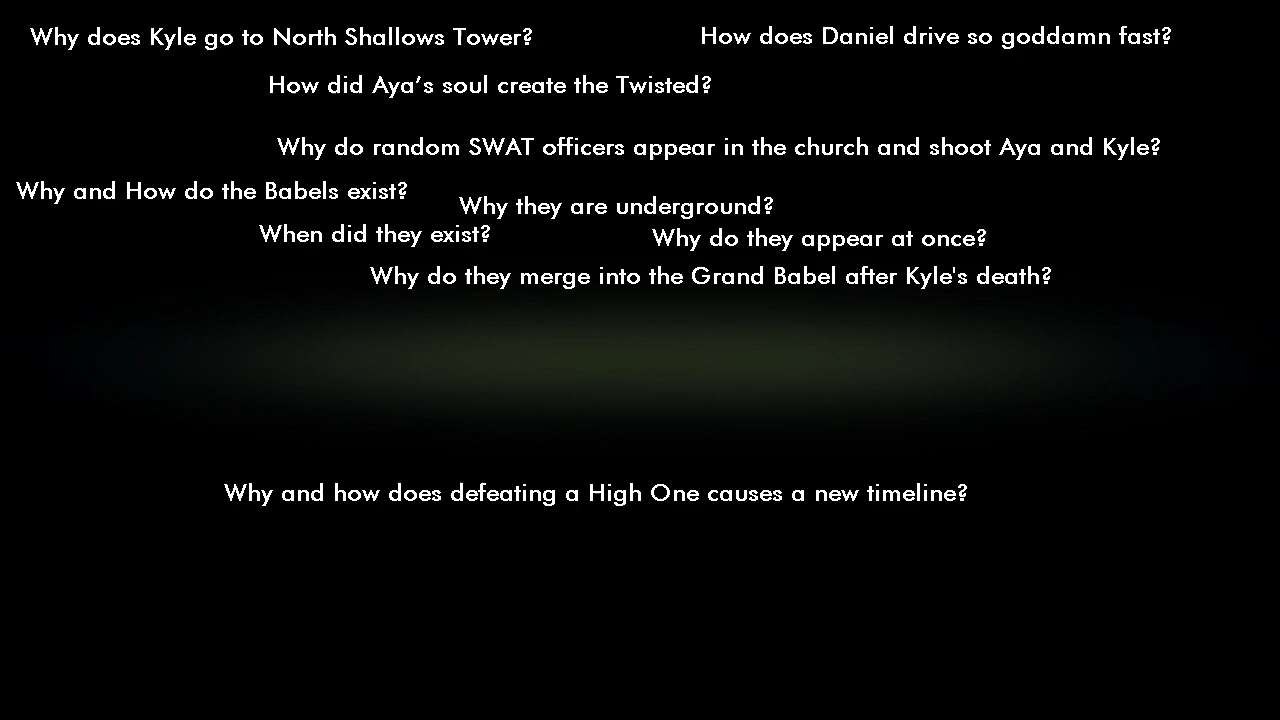 Why does Kyle go to North Shallows Tower?
How does Daniel drive so goddamn fast?
How did Aya’s soul create the Twisted?
Why do random SWAT officers appear in the church and shoot Aya and Kyle?
Why and How do the Babels exist?
Why they are underground?
When did they exist?
Why do they appear at once?
Why do they merge into the Grand Babel after Kyle's death?
Why and how does defeating a High One causes a new timeline?